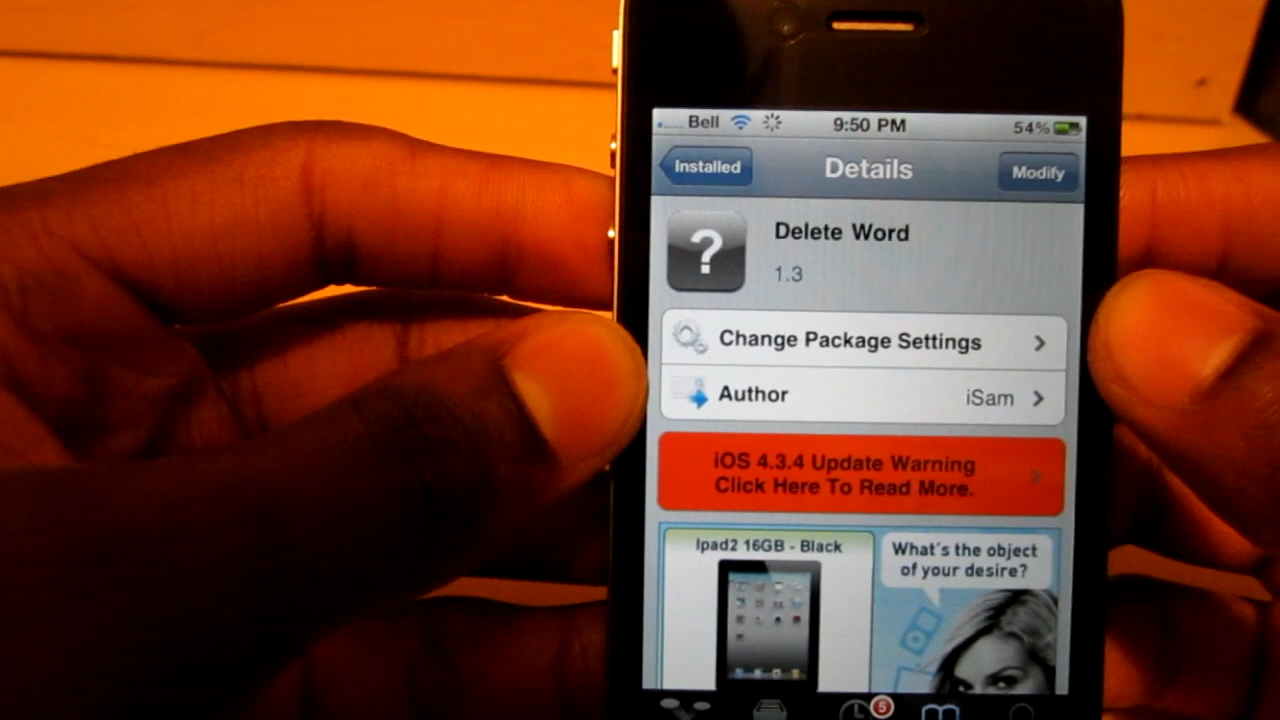 Bell 9:50 PM 54%
Installed Details Modify
?
Delete Word
1.3
Change Package Settings
Author iSam
iOS 4.3.4 Update Warning
Click Here To Read More.
Ipad2 16GB - Black
What's the object
of your desire?
5